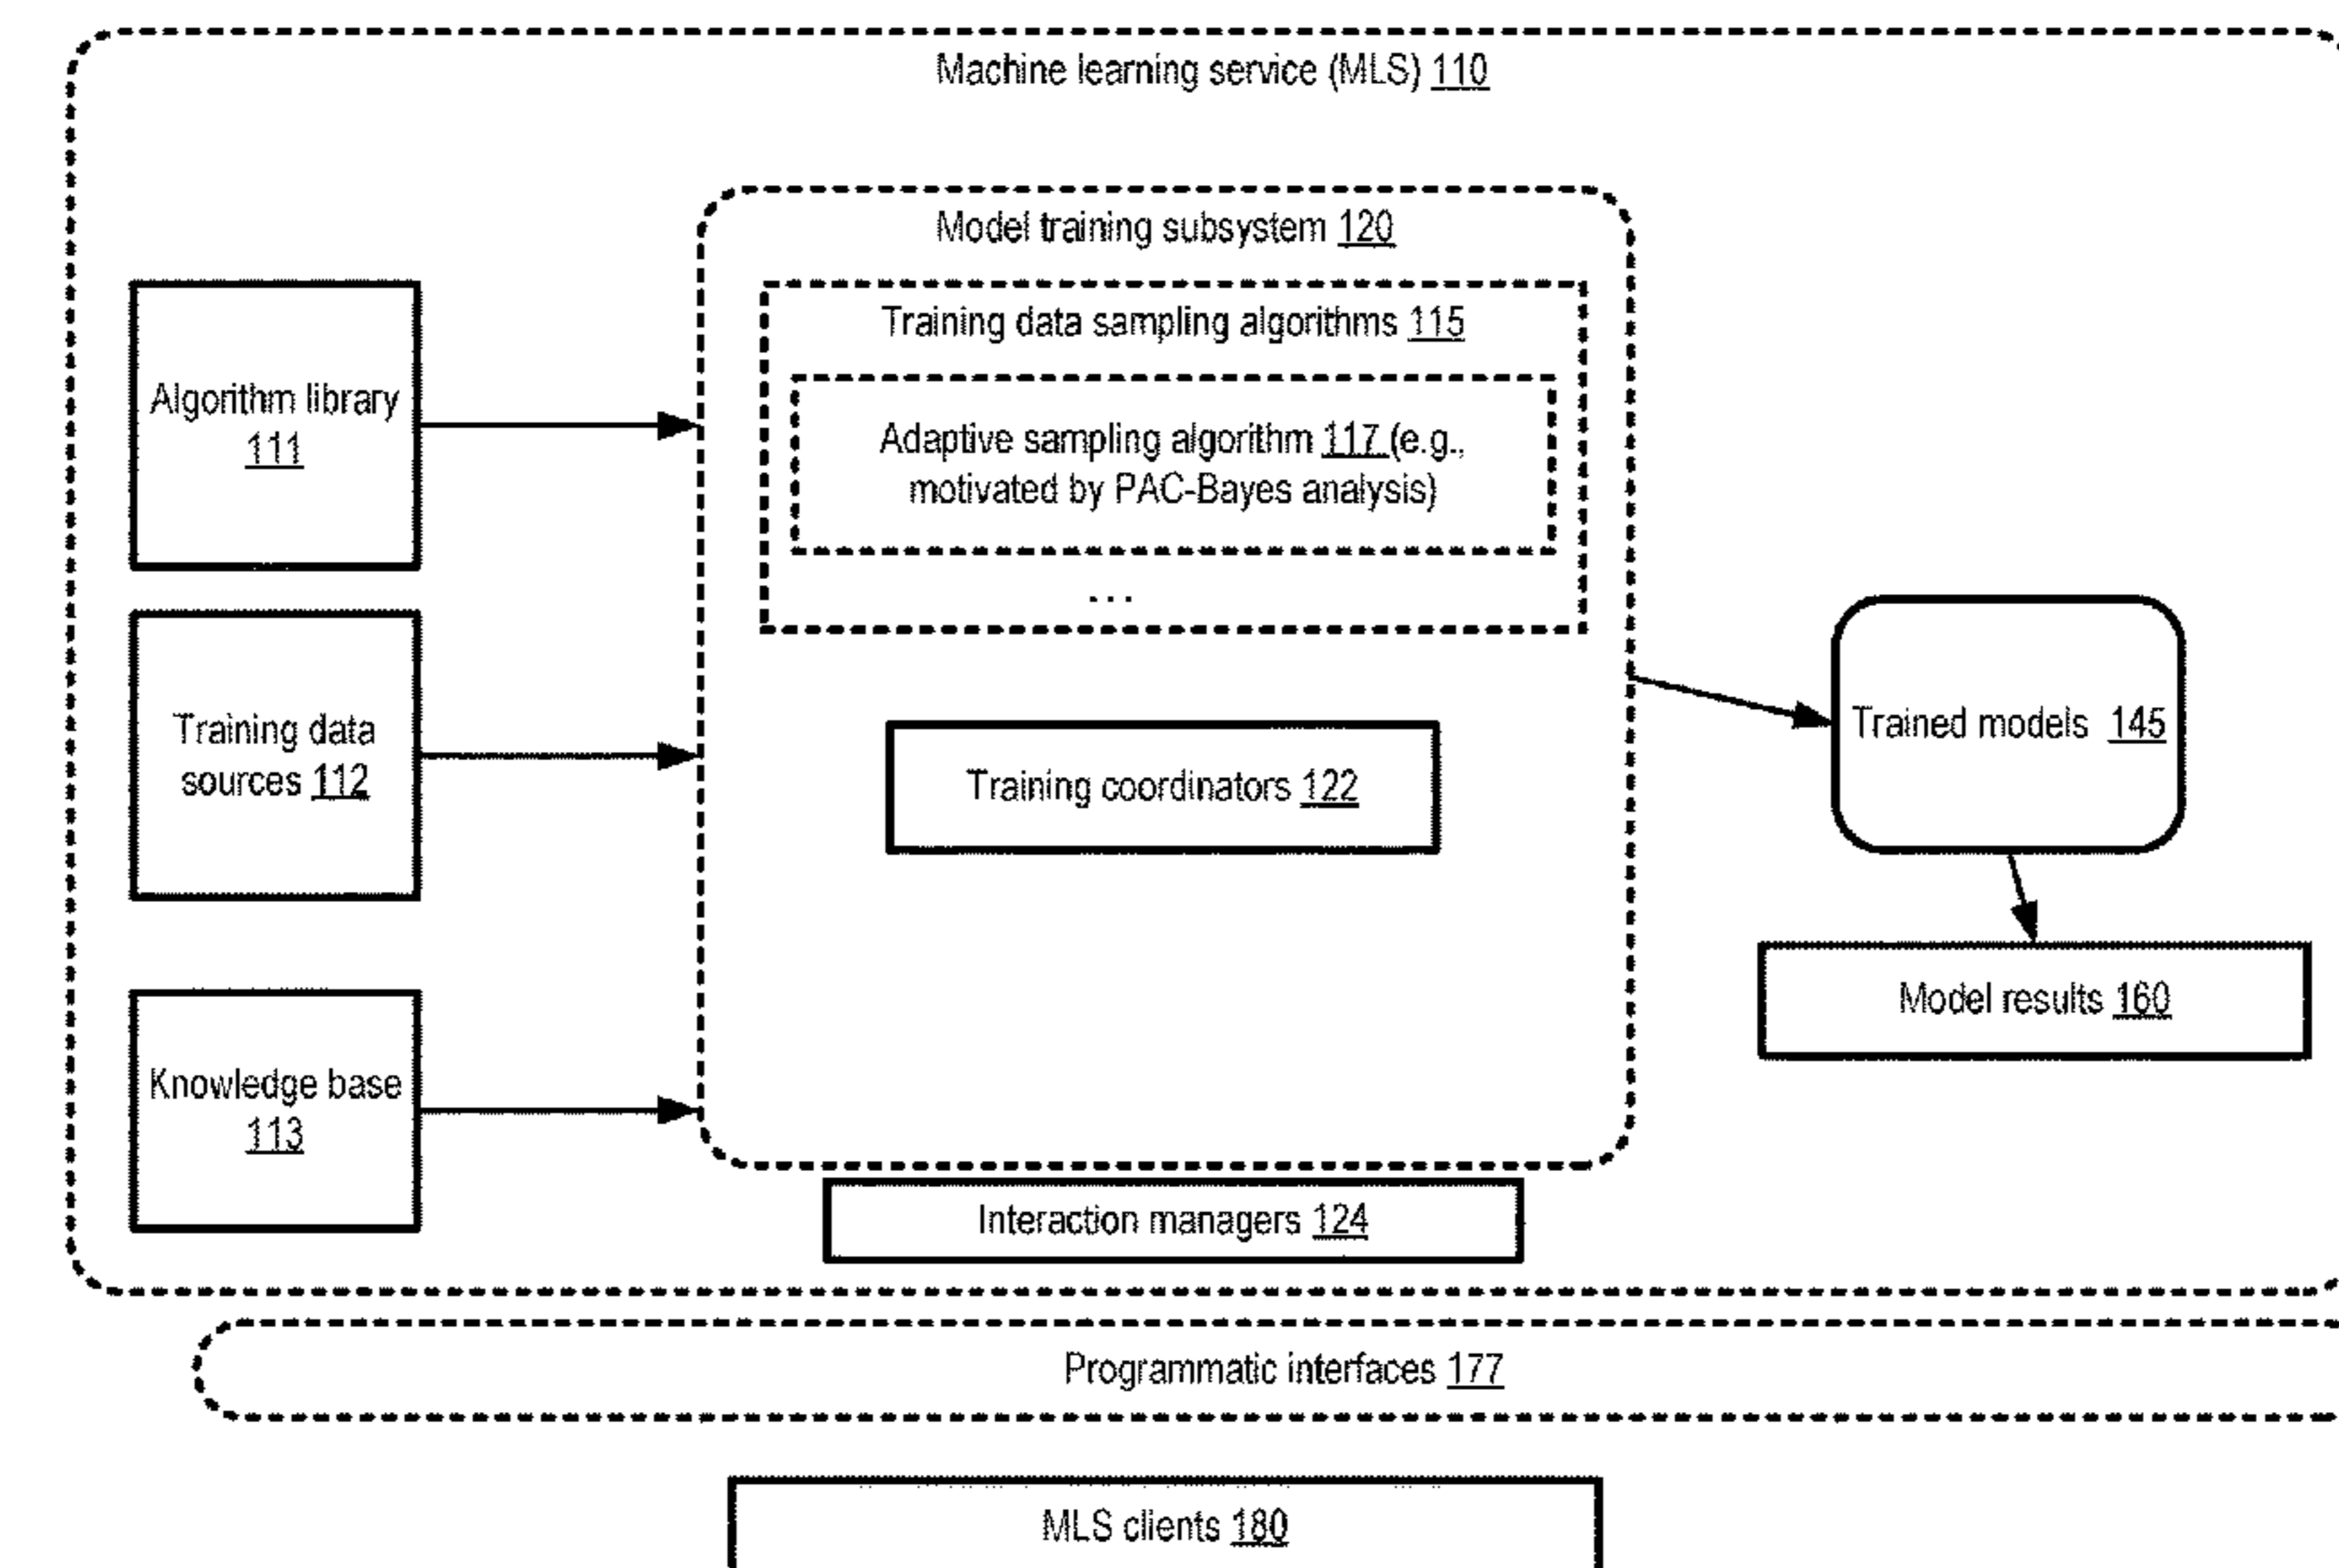 Machine learning service (MLS) 110
Model training subsystem 120
Training data sampling algorithms 115
Adaptive sampling algorithm 117 (e.g.,
motivated by PAC-Bayes analysis)
...
Algorithm library
111
Training data
sources 112
Training coordinators 122
Trained models 145
Model results 160
Knowledge base
113
Interaction managers 124
Programmatic interfaces 177
MLS clients 180